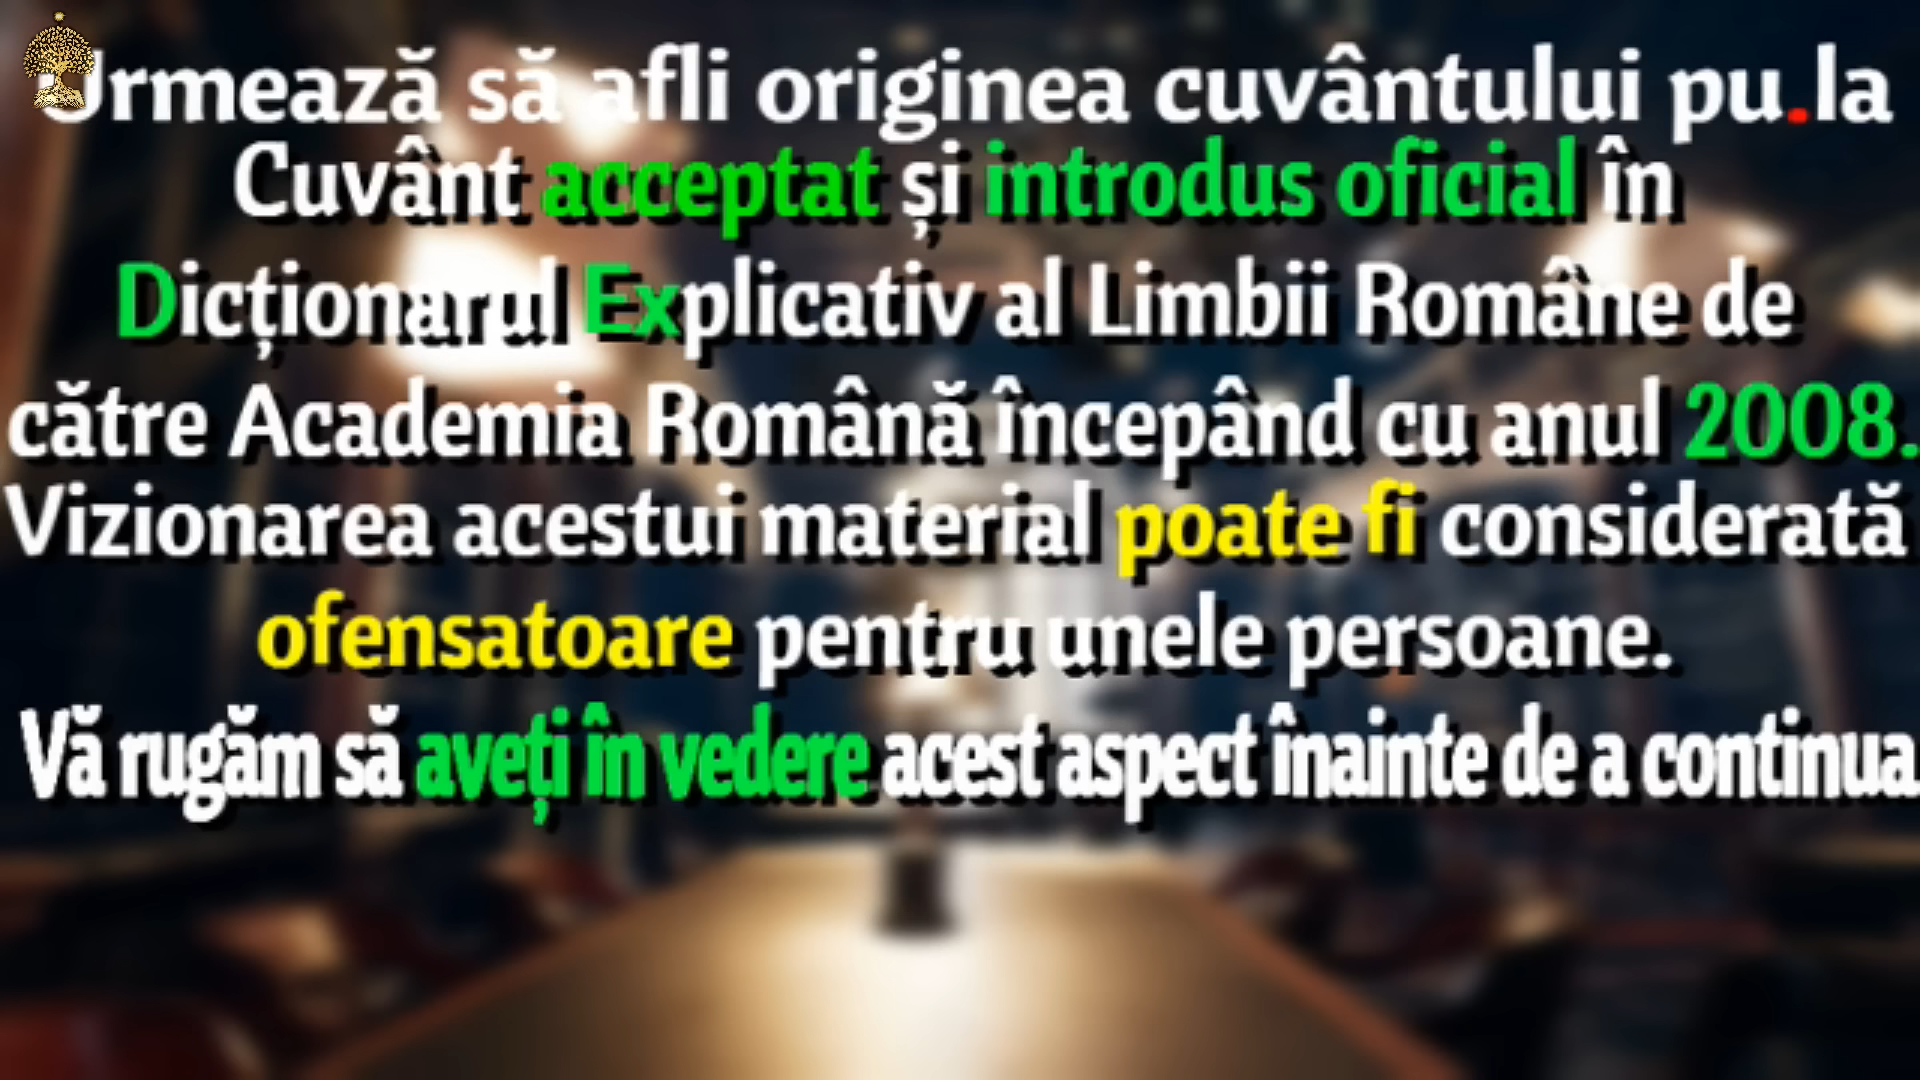 Urmează să afli originea cuvântului pu.la
Cuvânt acceptat și introdus oficial în
Dicționarul Explicativ al Limbii Române de
către Academia Română începând cu anul 2008.
Vizionarea acestui material poate fi considerată
ofensatoare pentru unele persoane.
Vă rugăm să aveți în vedere acest aspect înainte de a continua